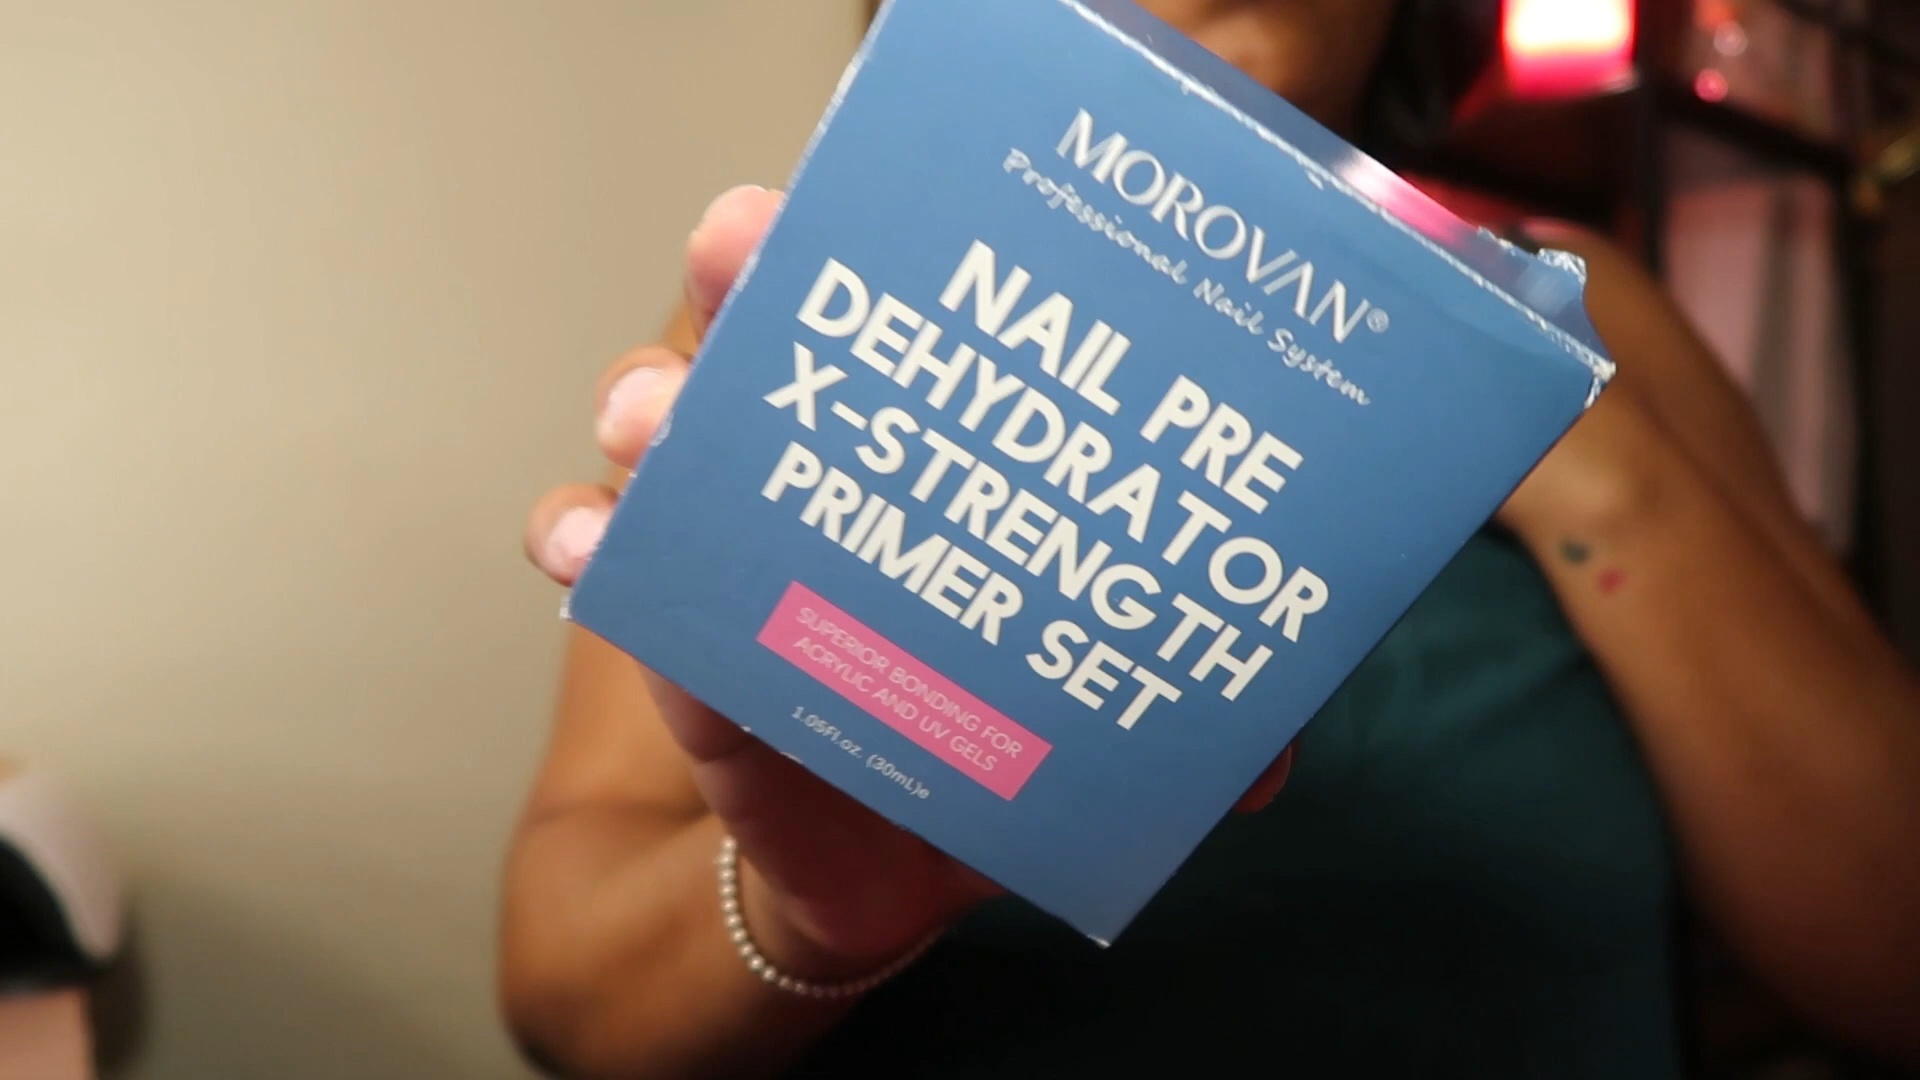 MOROVAN®
Professional Nail System
NAIL PRE
DEHYDRATOR
X-STRENGTH
PRIMER SET
SUPERIOR BONDING FOR
ACRYLIC AND UV GELS
1.05Fl.oz. (30mL)e